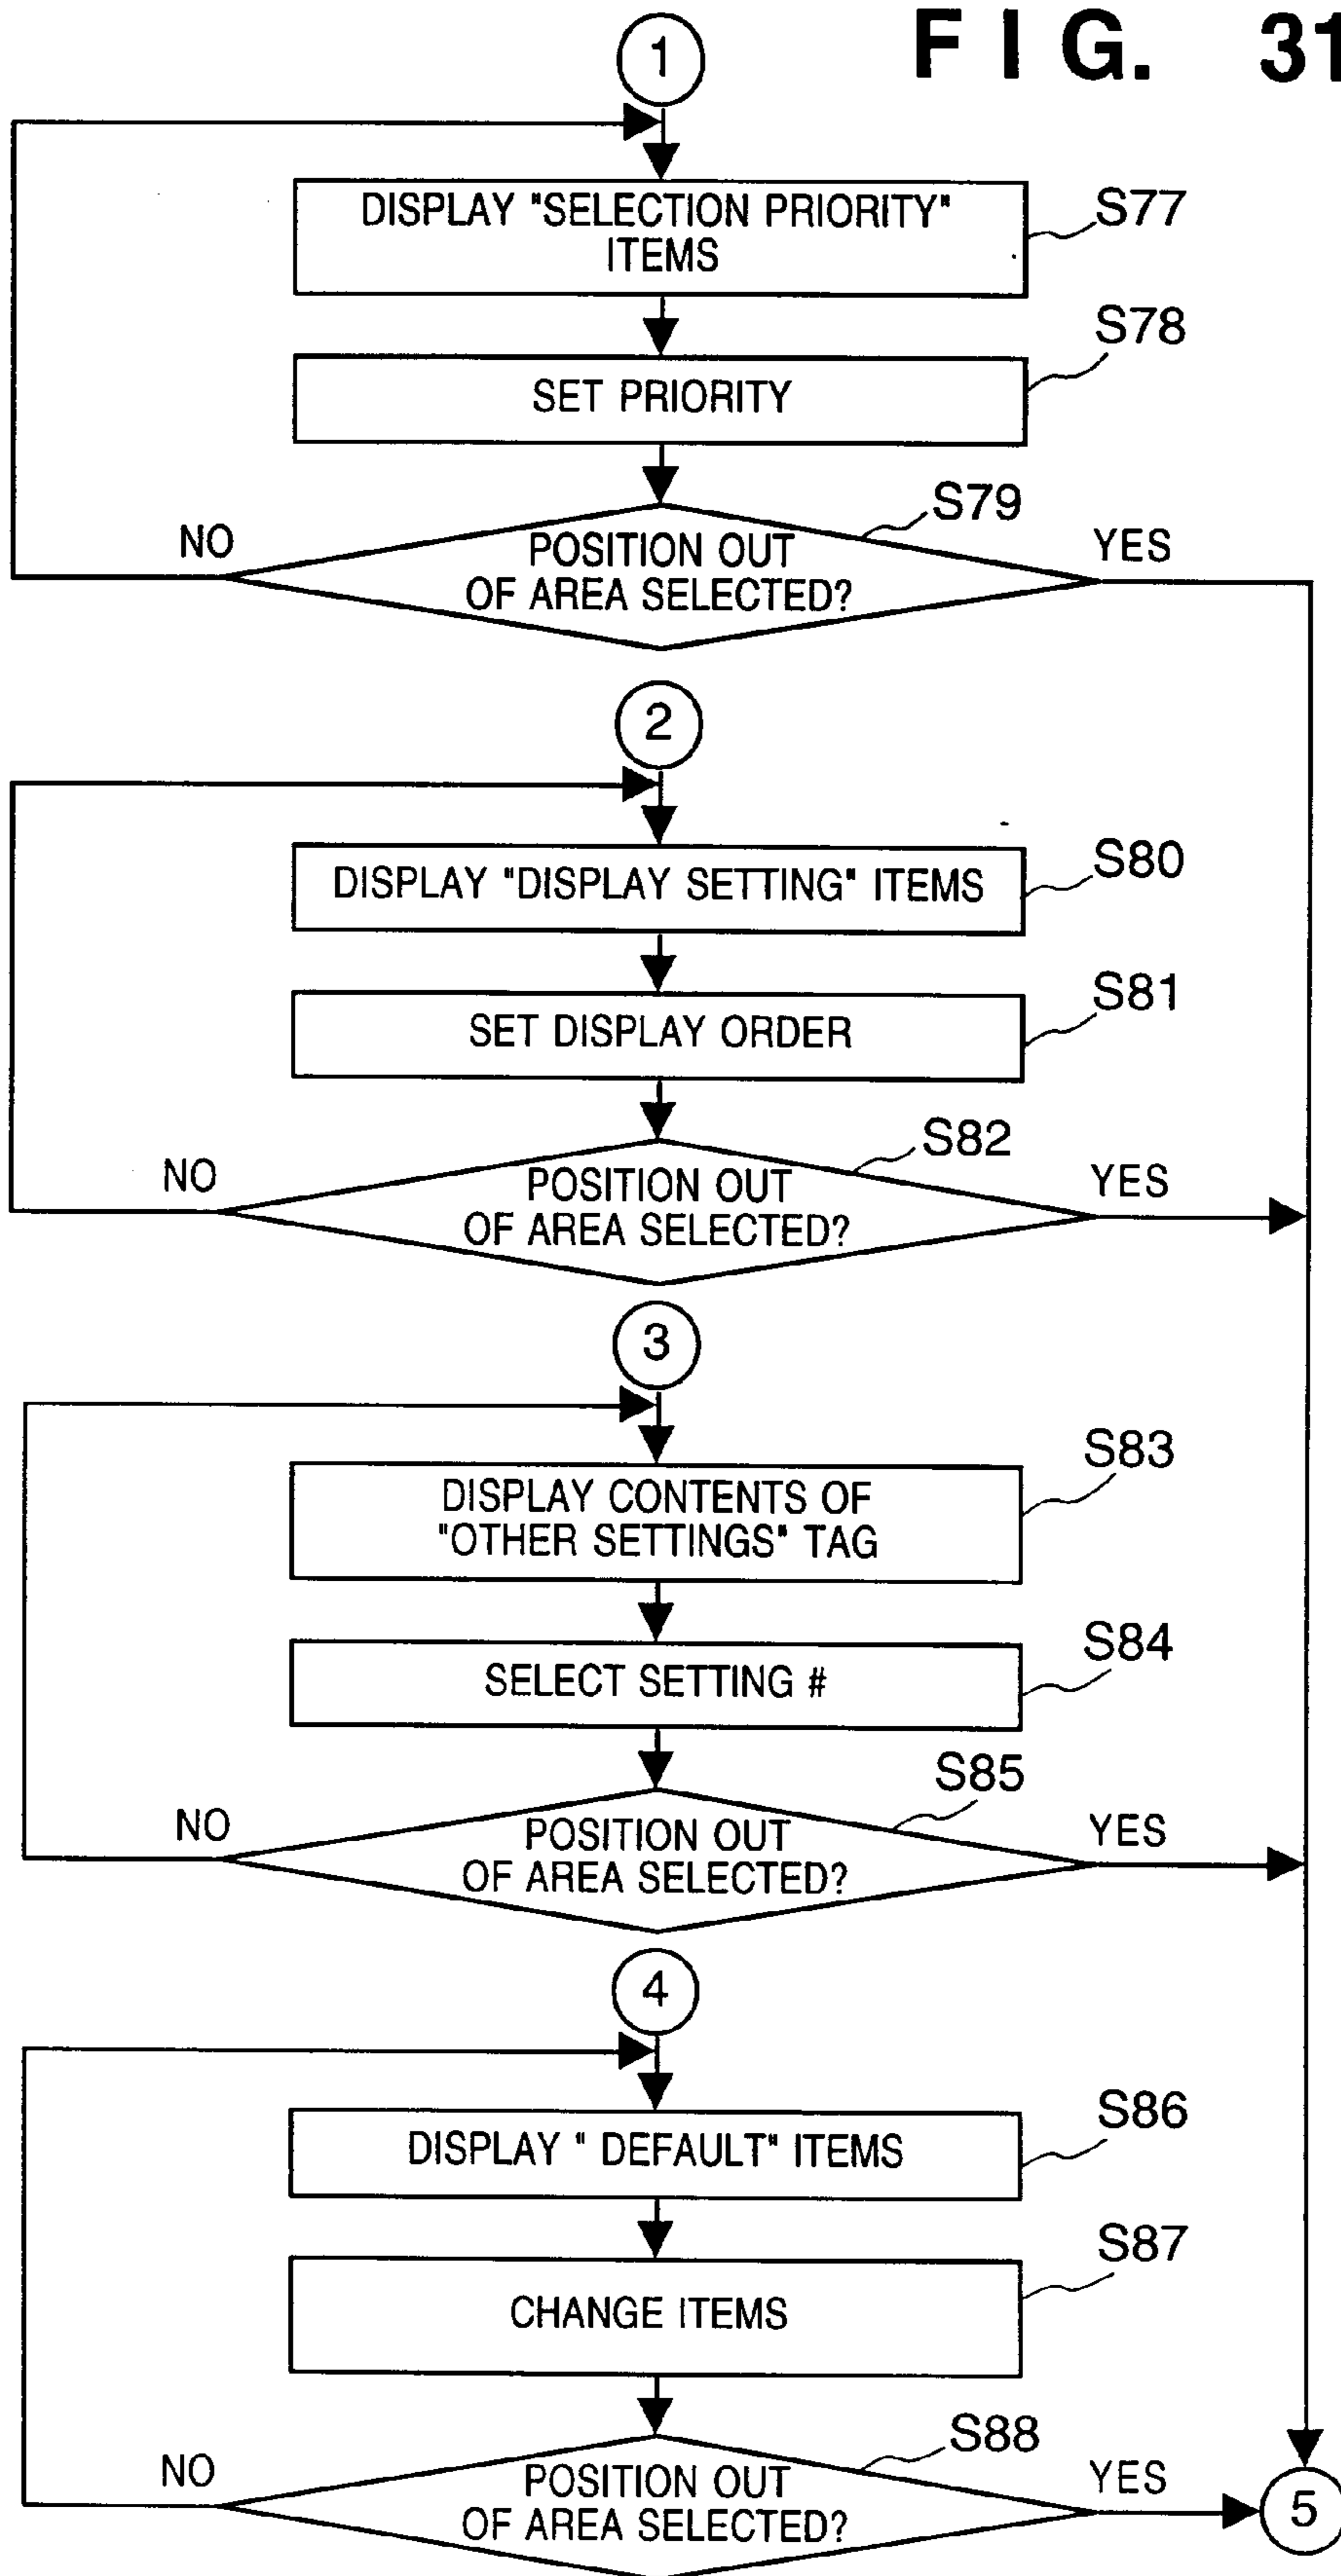 FIG. 31
1
DISPLAY "SELECTION PRIORITY"
ITEMS
S77
SET PRIORITY
S78
S79
NO
POSITION OUT
OF AREA SELECTED?
YES
2
DISPLAY "DISPLAY SETTING" ITEMS
S80
SET DISPLAY ORDER
S81
S82
NO
POSITION OUT
OF AREA SELECTED?
YES
3
DISPLAY CONTENTS OF
"OTHER SETTINGS" TAG
S83
SELECT SETTING #
S84
S85
NO
POSITION OUT
OF AREA SELECTED?
YES
4
DISPLAY " DEFAULT" ITEMS
S86
CHANGE ITEMS
S87
S88
NO
POSITION OUT
OF AREA SELECTED?
YES
5